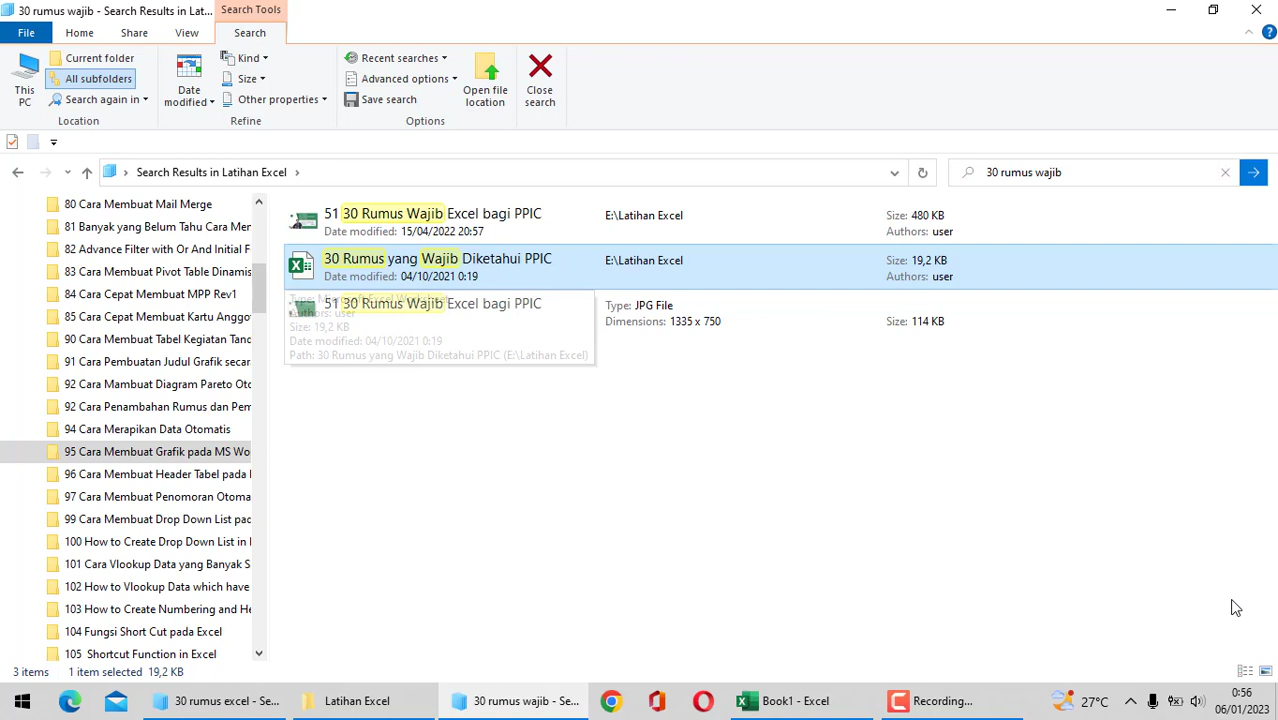 30 rumus wajib - Search Results in Lat...
Search Tools
File
Home
Share
View
Search
This PC
Current folder
All subfolders
Search again in
Location
Date modified
Kind
Size
Other properties
Refine
Recent searches
Advanced options
Save search
Options
Open file location
Close search
Search Results in Latihan Excel
30 rumus wajib
80 Cara Membuat Mail Merge
81 Banyak yang Belum Tahu Cara Men
82 Advance Filter with Or And Initial F
83 Cara Membuat Pivot Table Dinamis
84 Cara Cepat Membuat MPP Rev1
85 Cara Cepat Membuat Kartu Anggo
90 Cara Membuat Tabel Kegiatan Tand
91 Cara Pembuatan Judul Grafik secar
92 Cara Membuat Diagram Pareto Oto
92 Cara Penambahan Rumus dan Pem
94 Cara Merapikan Data Otomatis
95 Cara Membuat Grafik pada MS Wo
96 Cara Membuat Header Tabel pada
97 Cara Membuat Penomoran Otoma
99 Cara Membuat Drop Down List pad
100 How to Create Drop Down List in
101 Cara Vlookup Data yang Banyak S
102 How to Vlookup Data which have
103 How to Create Numbering and He
104 Fungsi Short Cut pada Excel
105 Shortcut Function in Excel
51 30 Rumus Wajib Excel bagi PPIC
Date modified: 15/04/2022 20:57
E:\Latihan Excel
Size: 480 KB
Authors: user
30 Rumus yang Wajib Diketahui PPIC
Date modified: 04/10/2021 0:19
E:\Latihan Excel
Size: 19,2 KB
Authors: user
51 30 Rumus Wajib Excel bagi PPIC
Type: JPG File
Dimensions: 1335 x 750
Size: 114 KB
Type: Microsoft Excel Worksheet
Authors: user
Size: 19,2 KB
Date modified: 04/10/2021 0:19
Path: 30 Rumus yang Wajib Diketahui PPIC (E:\Latihan Excel)
3 items
1 item selected 19,2 KB
30 rumus excel - Se...
Latihan Excel
30 rumus wajib - Se...
Book1 - Excel
Recording...
27°C
0:56
06/01/2023